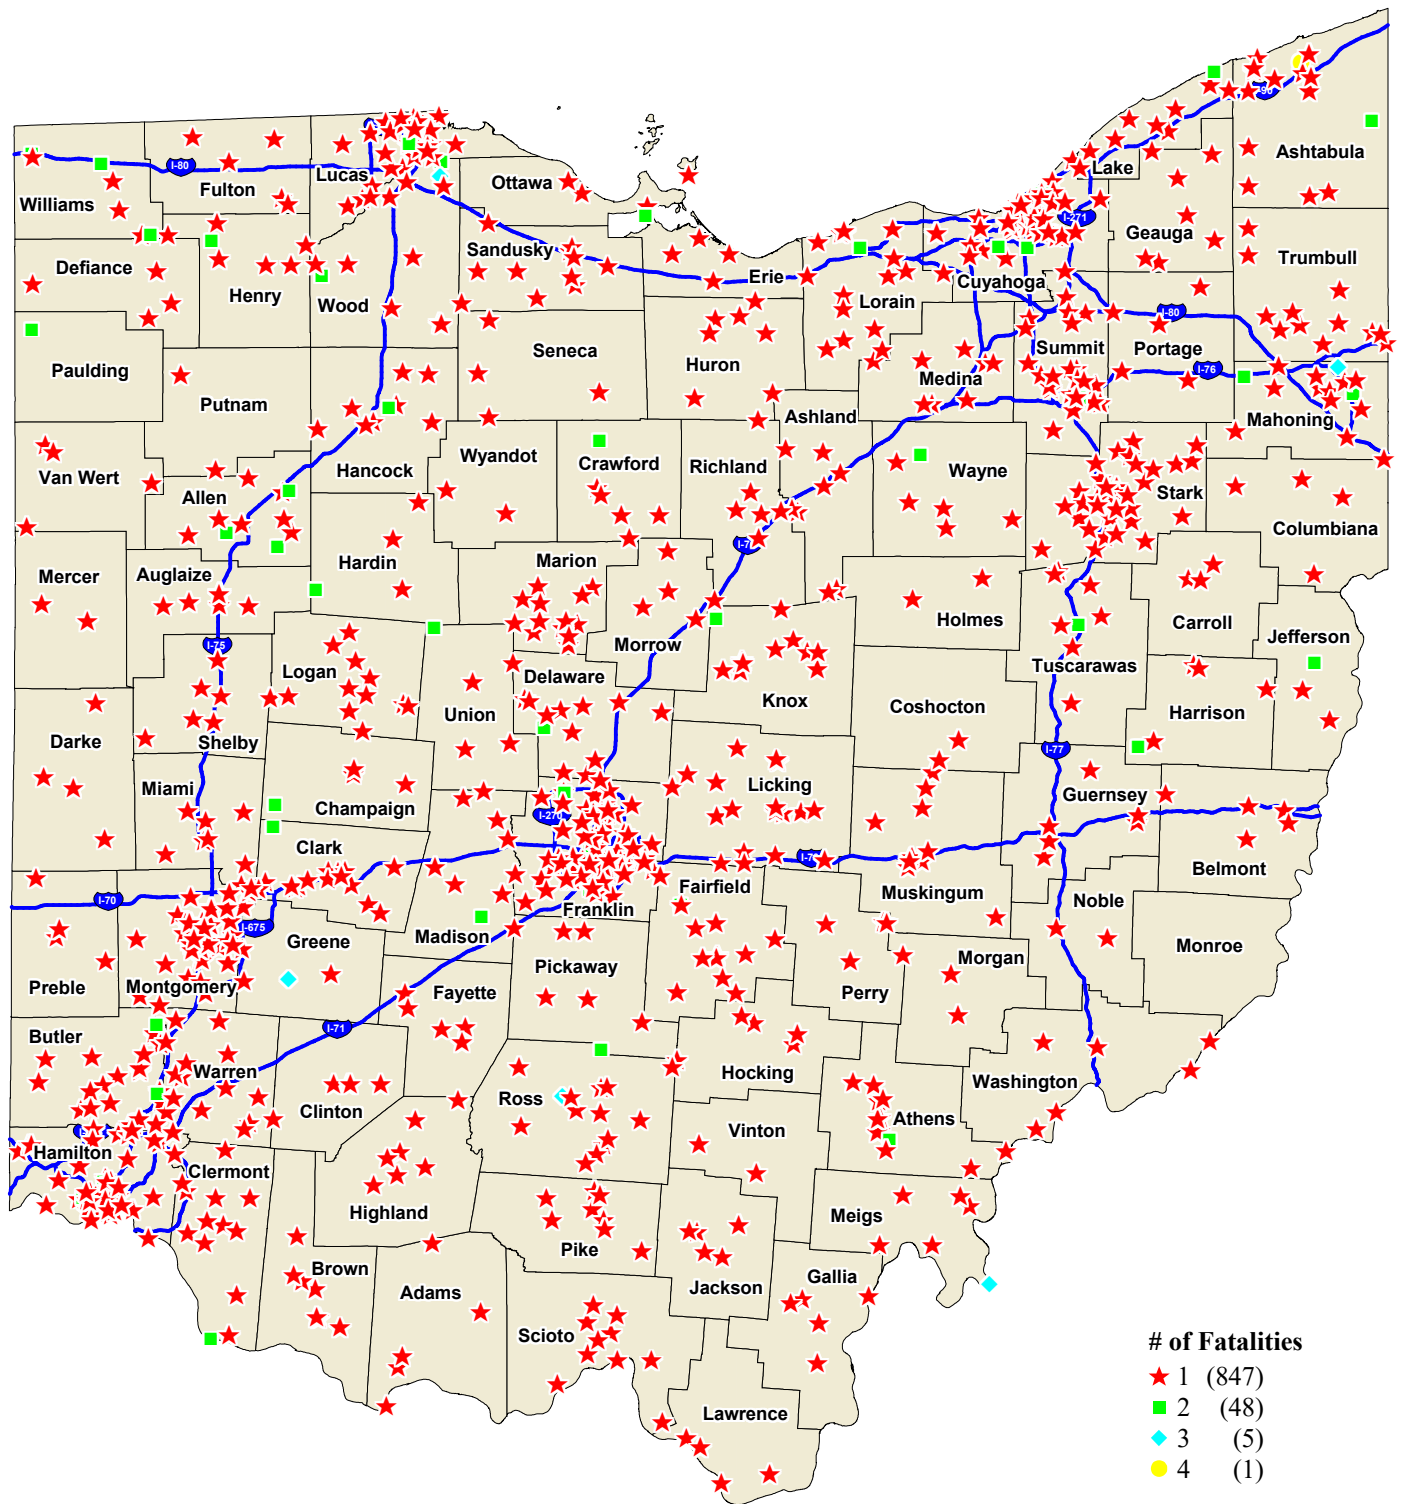 I-90
Ashtabula
Lake
I-80
Lucas
Ottawa
Fulton
Williams
I-271
Geauga
Sandusky
Trumbull
Defiance
Erie
Cuyahoga
Henry
Wood
Lorain
I-80
Seneca
Summit
Portage
Huron
Paulding
I-76
Medina
Putnam
Ashland
Mahoning
Wyandot
Crawford
Richland
Hancock
Wayne
Van Wert
Allen
Stark
Columbiana
Hardin
Marion
Mercer
Auglaize
Holmes
Carroll
Jefferson
I-75
Morrow
Logan
Tuscarawas
Delaware
Knox
Coshocton
Union
Harrison
Darke
Shelby
I-77
Miami
Licking
Guernsey
Champaign
I-270
Clark
Belmont
Fairfield
Muskingum
I-70
Noble
Franklin
I-675
Greene
Madison
Monroe
Morgan
Pickaway
Preble
Montgomery
Fayette
Perry
I-71
Butler
Warren
Hocking
Washington
Ross
Clinton
Athens
Vinton
Hamilton
Clermont
Highland
Meigs
Pike
Brown
Gallia
Jackson
Adams
Scioto
Lawrence
# of Fatalities
1 (847)
2 (48)
3 (5)
4 (1)